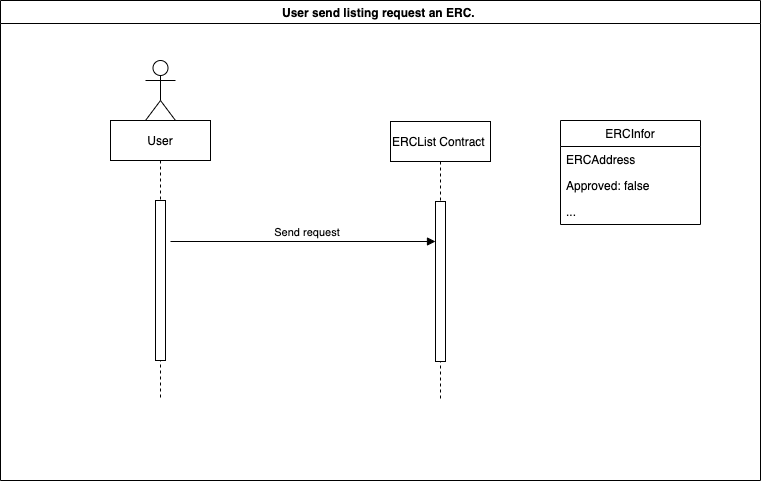 User send listing request an ERC.
User
ERCList Contract
ERCInfor
ERCAddress
Approved: false
...
Send request